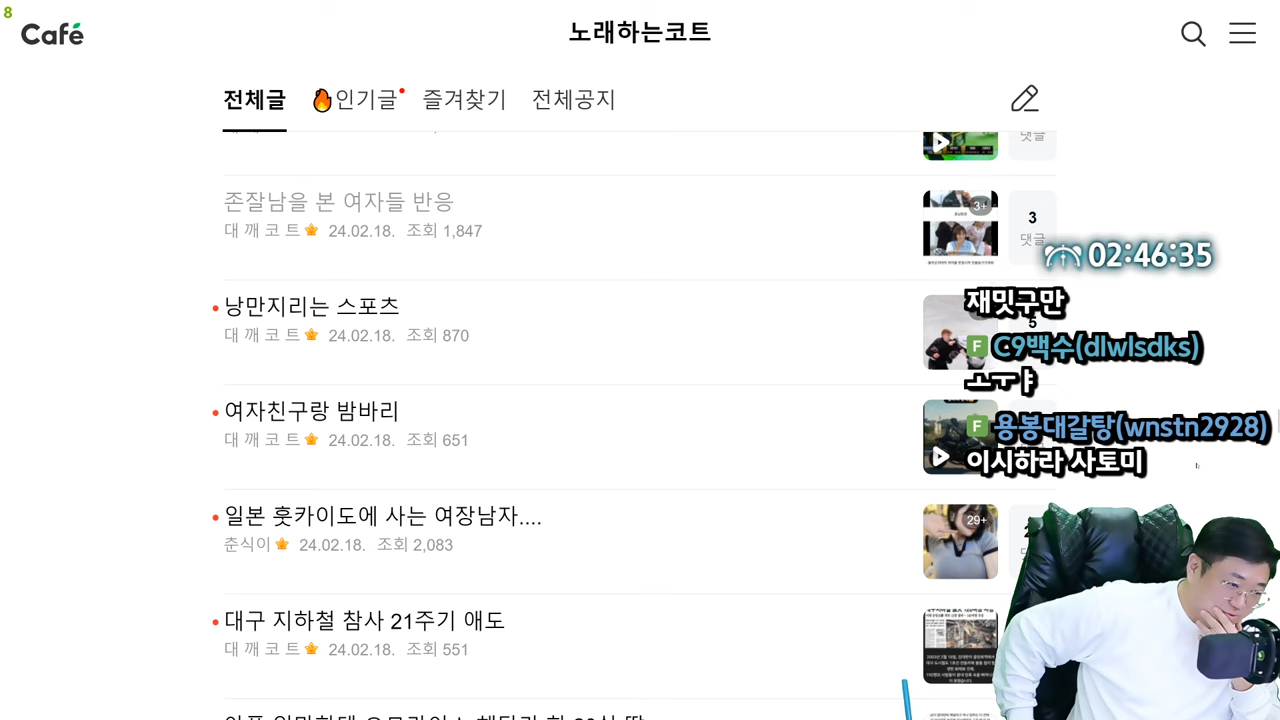 8
Café
노래하는코트
전체글
인기글
즐겨찾기
전체공지
댓글
존잘남을 본 여자들 반응
대 깨 코 트 24.02.18. 조회 1,847
3+
3
댓글
02:46:35
낭만지리는 스포츠
대 깨 코 트 24.02.18. 조회 870
5
재밋구만
F C9백수(dlwlsdks)
ㅗㅜㅑ
여자친구랑 밤바리
대 깨 코 트 24.02.18. 조회 651
F 용봉대갈탕(wnstn2928)
이시하라 사토미
일본 홋카이도에 사는 여장남자....
춘식이 24.02.18. 조회 2,083
29+
대구 지하철 참사 21주기 애도
대 깨 코 트 24.02.18. 조회 551